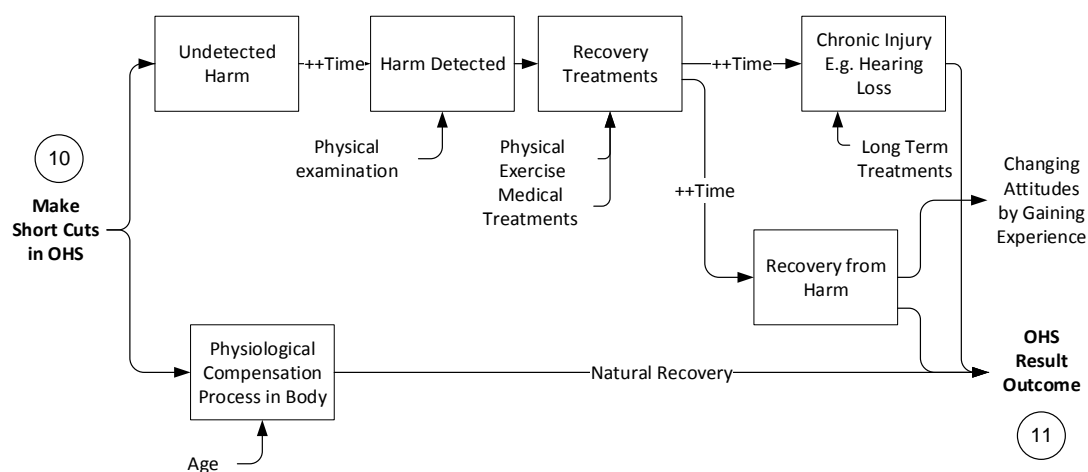 Undetected
Harm
++Time
Harm Detected
Recovery
Treatments
++Time
Chronic Injury
E.g. Hearing
Loss
Physical
examination
Physical
Exercise
Medical
Treatments
++Time
Long Term
Treatments
Changing
Attitudes
by Gaining
Experience
10
Make
Short Cuts
in OHS
Recovery from
Harm
Physiological
Compensation
Process in Body
Natural Recovery
OHS
Result
Outcome
11
Age